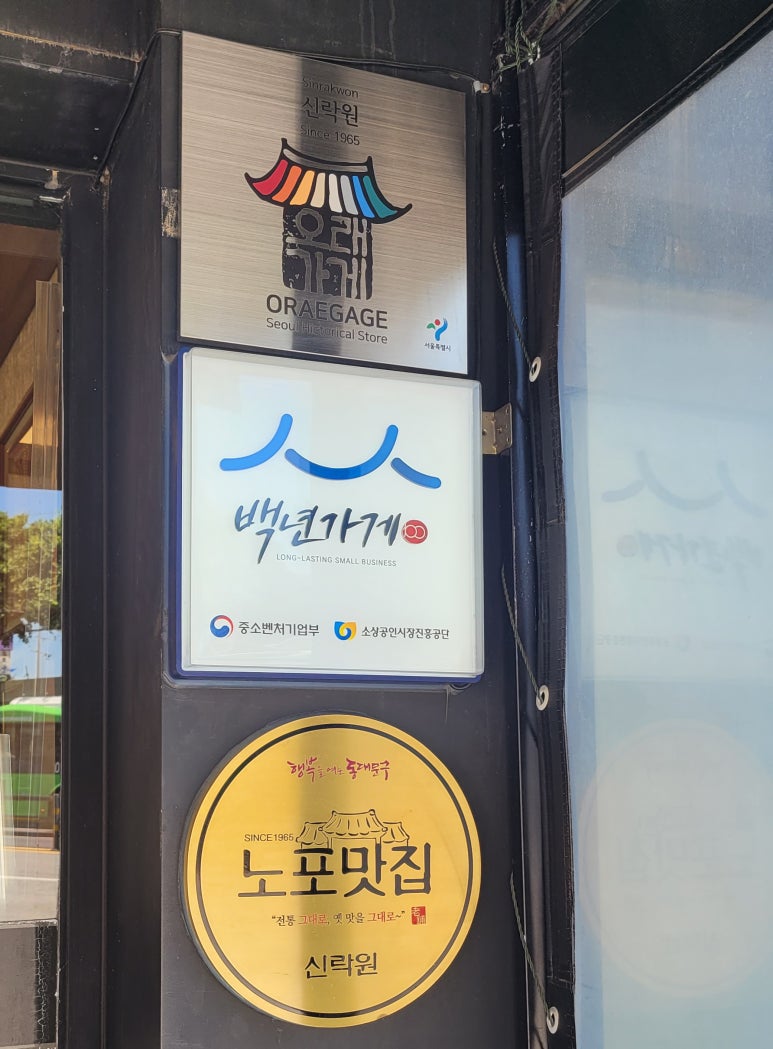 Sinrakwon
신락원
Since 1965
오래
가게
ORAEGAGE
Seoul Historical Store
서울특별시
백년가게
LONG-LASTING SMALL BUSINESS
중소벤처기업부
소상공인시장진흥공단
행복을 여는 동대문구
SINCE1965
노포맛집
“전통 그대로, 옛 맛을 그대로~”
신락원